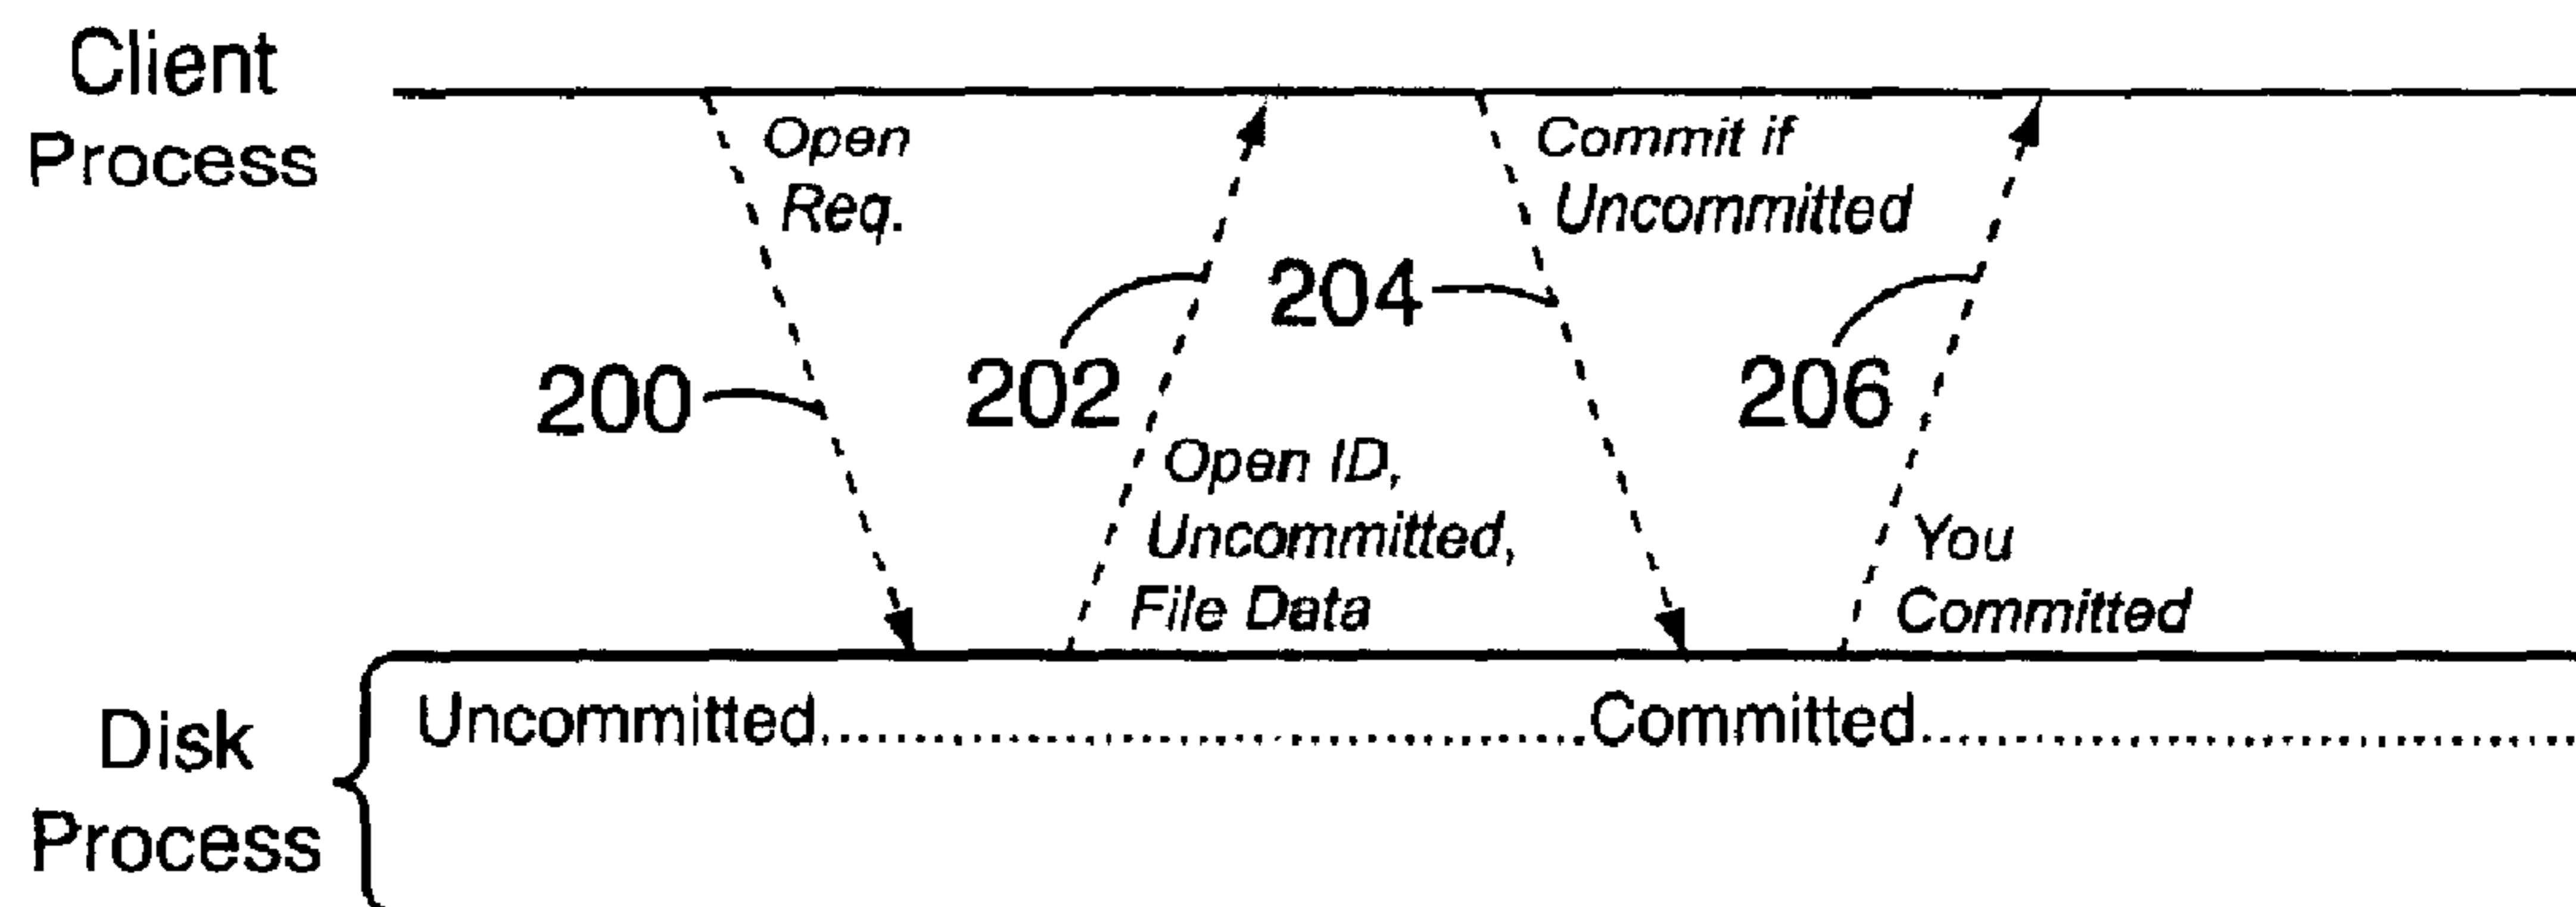 Client
Process
Open
Req.
Commit if
Uncommitted
200
202
204
206
Open ID,
Uncommitted,
File Data
You
Committed
Disk
Process
Uncommitted..........................................Committed...................................